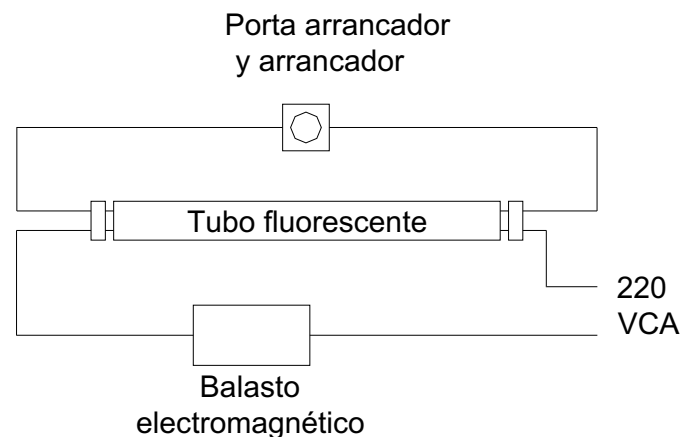 Porta arrancador
y arrancador
Tubo fluorescente
220
VCA
Balasto
electromagnético